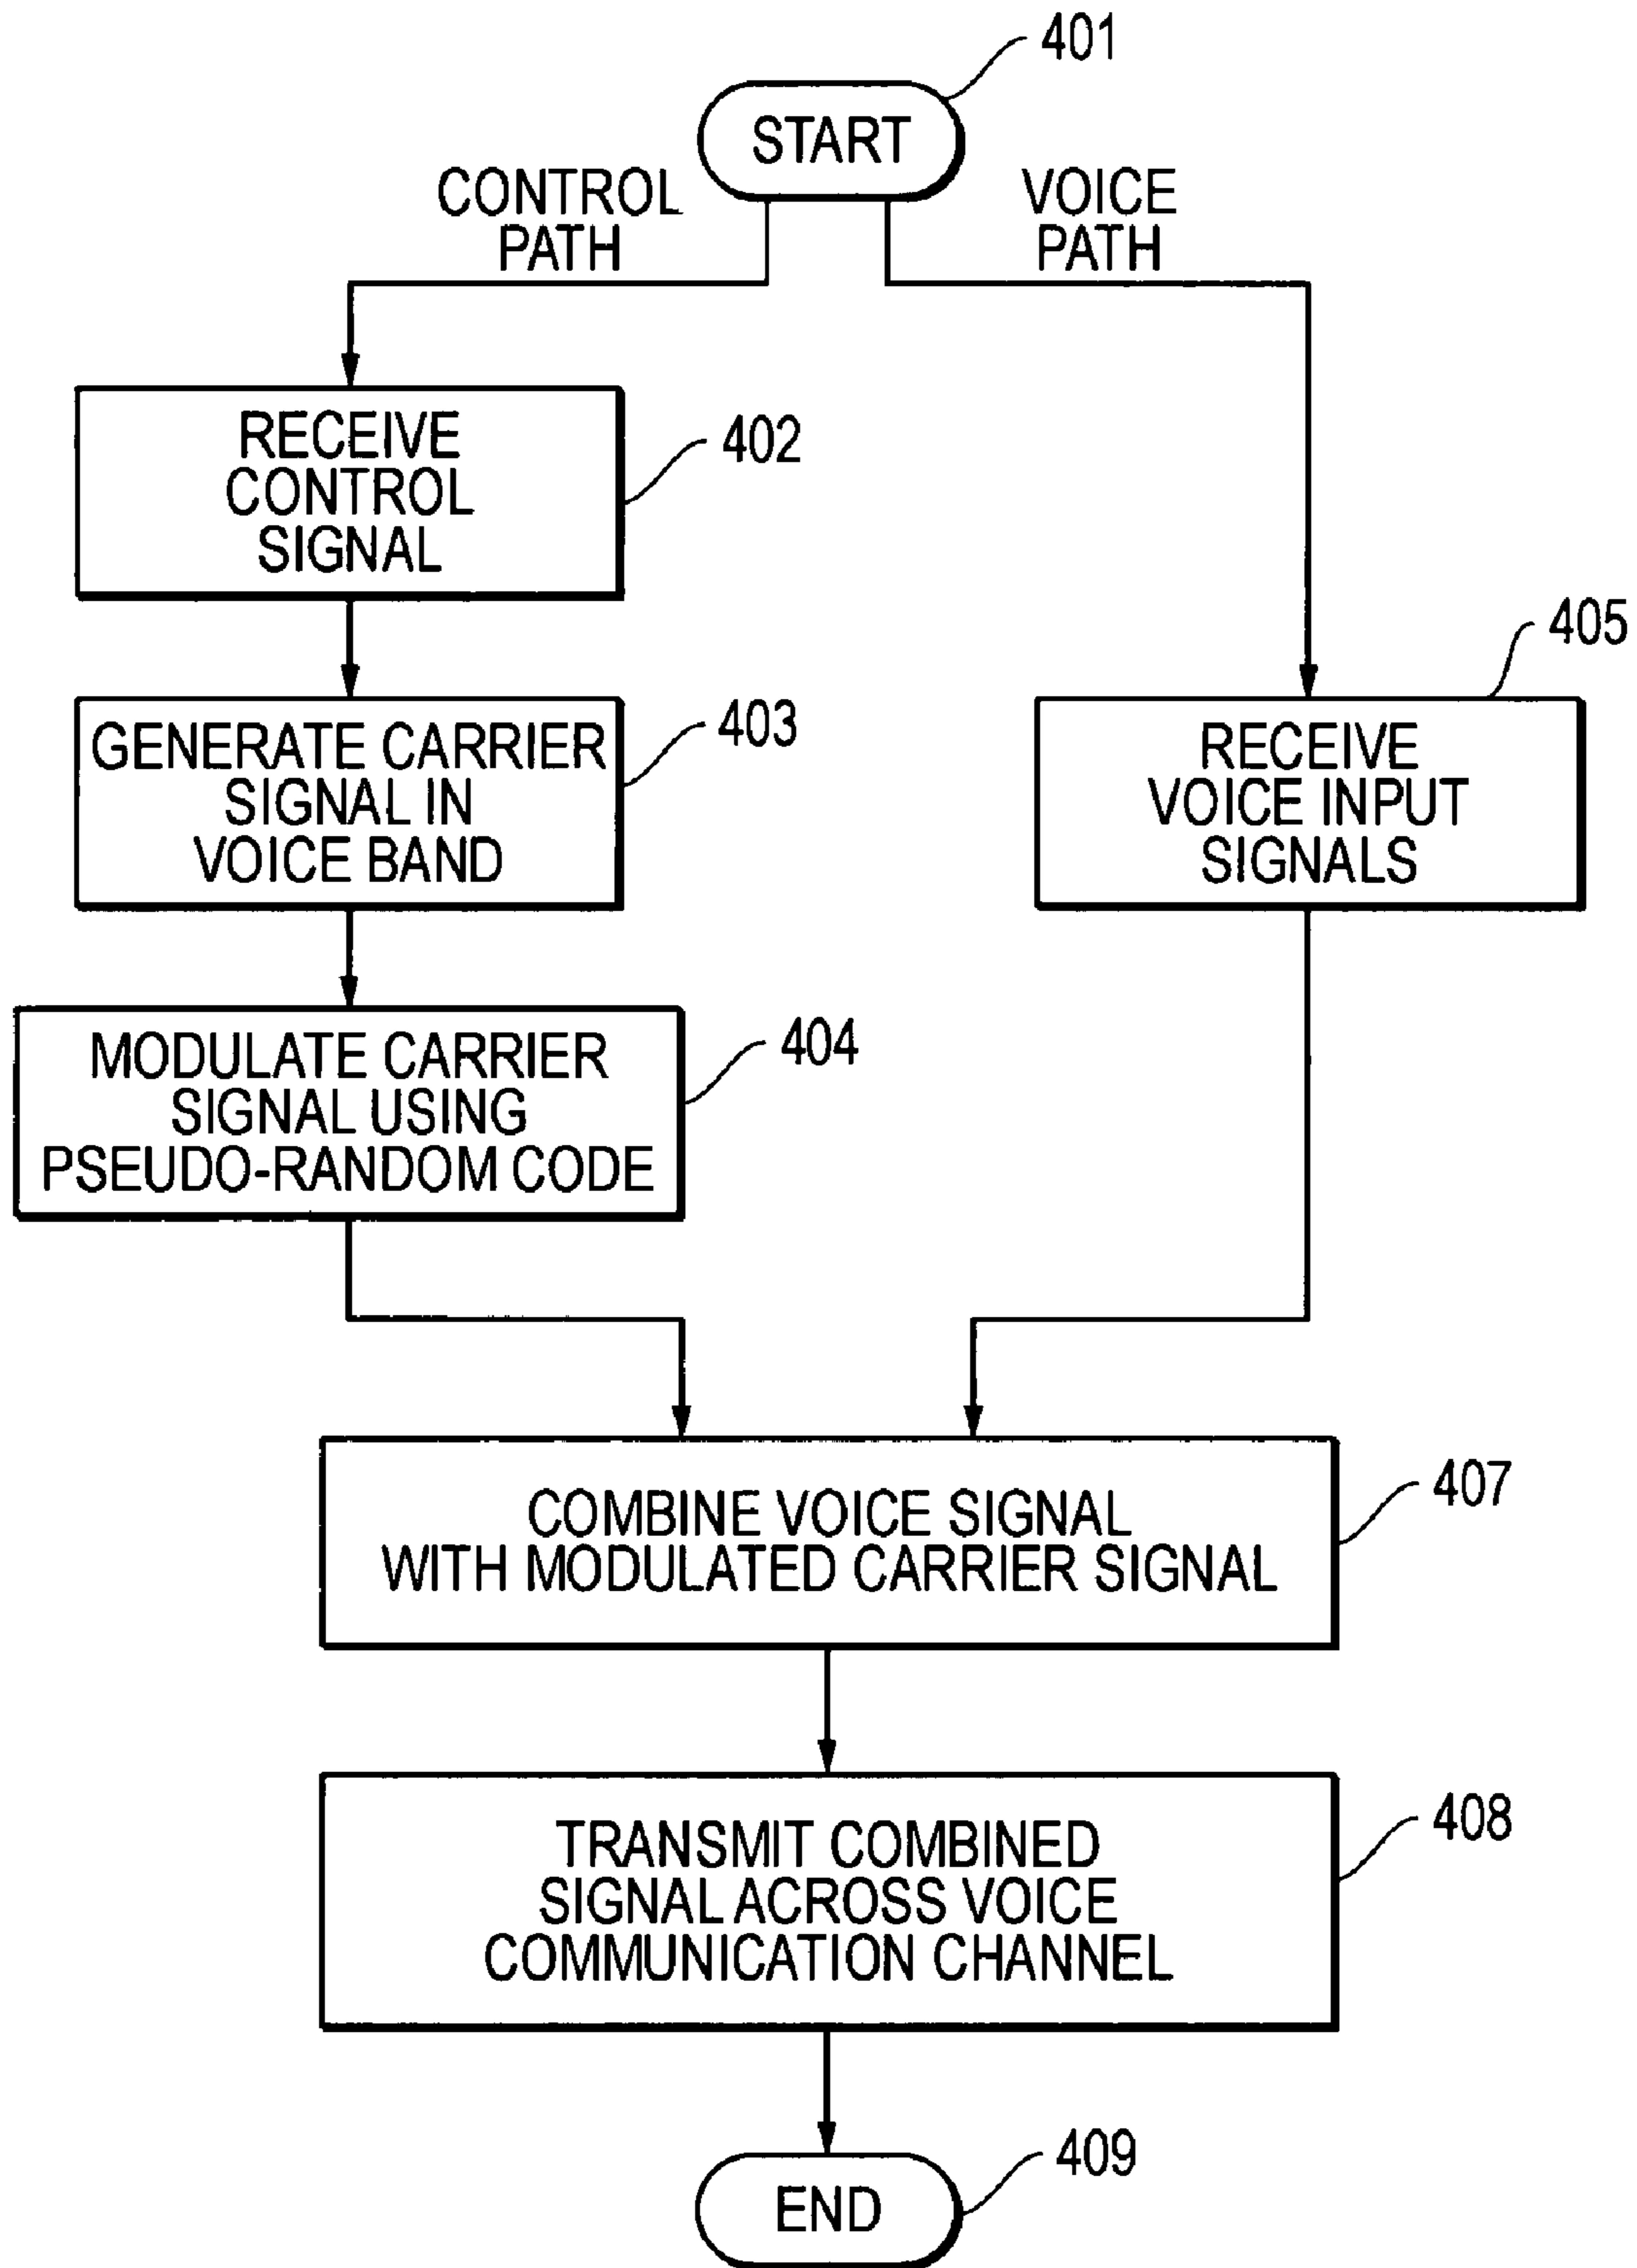 401
START
CONTROL
PATH
VOICE
PATH
RECEIVE
CONTROL
SIGNAL
402
GENERATE CARRIER
SIGNAL IN
VOICE BAND
403
RECEIVE
VOICE INPUT
SIGNALS
405
MODULATE CARRIER
SIGNAL USING
PSEUDO-RANDOM CODE
404
COMBINE VOICE SIGNAL
WITH MODULATED CARRIER SIGNAL
407
TRANSMIT COMBINED
SIGNAL ACROSS VOICE
COMMUNICATION CHANNEL
408
END
409